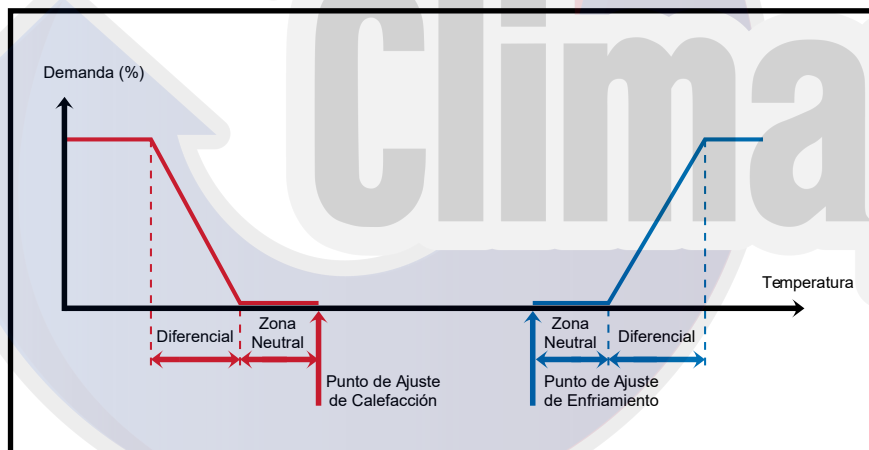 Clima
Demanda (%)
Temperatura
Diferencial
Zona
Neutral
Zona
Neutral
Diferencial
Punto de Ajuste
de Calefacción
Punto de Ajuste
de Enfriamiento